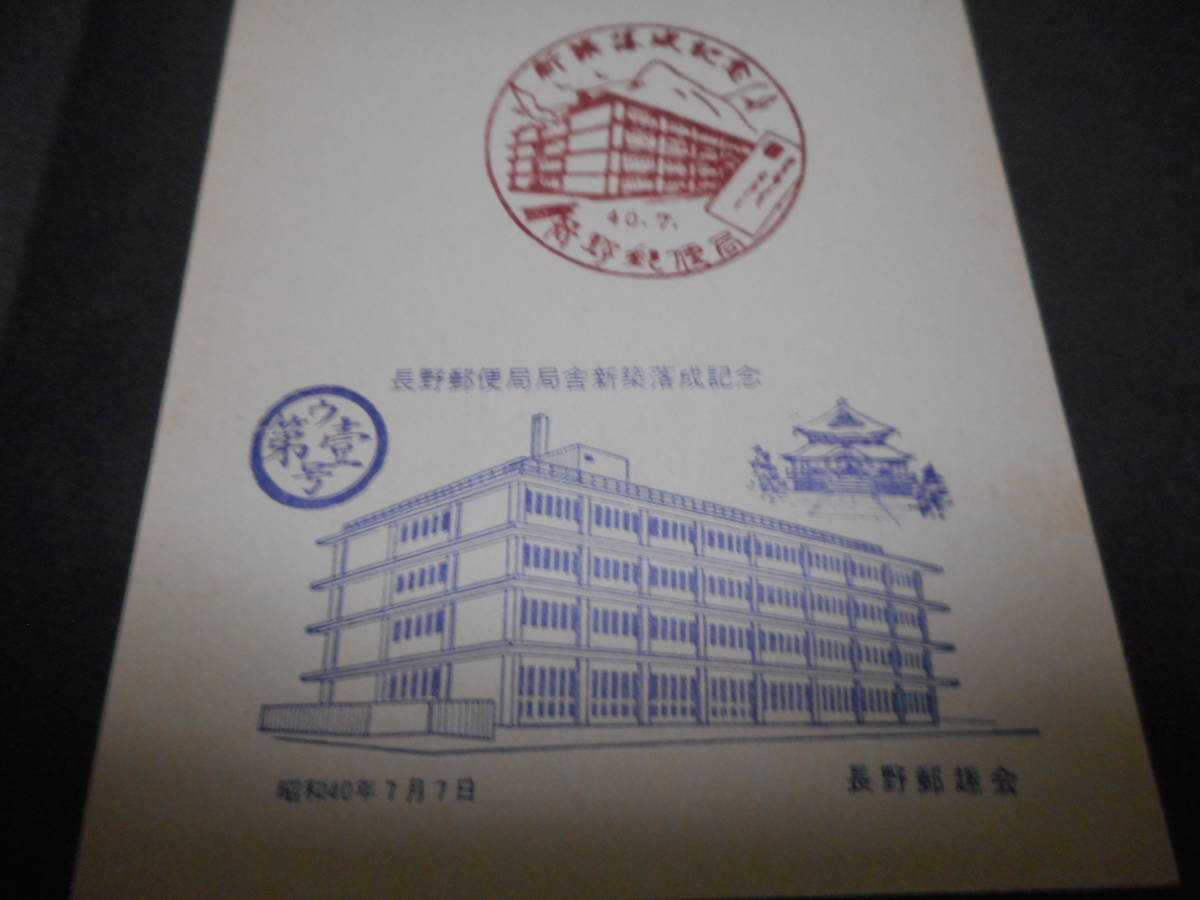 新築落成記念
40.7.
長野郵便局
長野郵便局局舎新築落成記念
ウ
第壹号
昭和40年7月7日
長野郵趣会